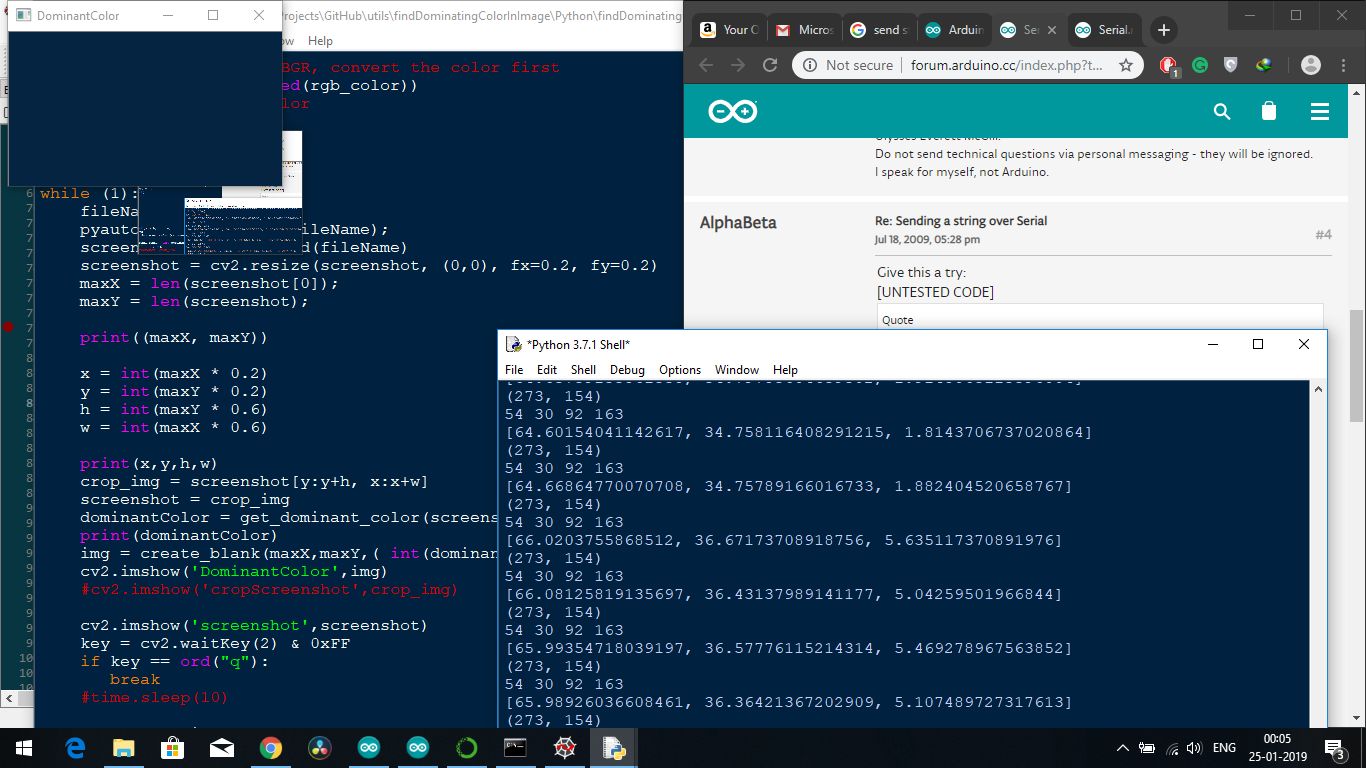 DominantColor
Projects\GitHub\utils\findDominatingColorInImage\Python\findDominating
Help
BGR, convert the color first
ed(rgb_color))
lor
while (1):
fileNa
pyauto fileName);
screen d(fileName)
screenshot = cv2.resize(screenshot, (0,0), fx=0.2, fy=0.2)
maxX = len(screenshot[0]);
maxY = len(screenshot);
print((maxX, maxY))
x = int(maxX * 0.2)
y = int(maxY * 0.2)
h = int(maxY * 0.6)
w = int(maxX * 0.6)
print(x,y,h,w)
crop_img = screenshot[y:y+h, x:x+w]
screenshot = crop_img
dominantColor = get_dominant_color(screens
print(dominantColor)
img = create_blank(maxX,maxY,( int(dominan
cv2.imshow('DominantColor',img)
#cv2.imshow('cropScreenshot',crop_img)
cv2.imshow('screenshot',screenshot)
key = cv2.waitKey(2) & 0xFF
if key == ord("q"):
break
#time.sleep(10)
Your O
Micros
send s
Arduin
Se
Serial.
Not secure forum.arduino.cc/index.php?t...
1
Do not send technical questions via personal messaging - they will be ignored.
I speak for myself, not Arduino.
AlphaBeta
Re: Sending a string over Serial
Jul 18, 2009, 05:28 pm
#4
Give this a try:
[UNTESTED CODE]
Quote
*Python 3.7.1 Shell*
File Edit Shell Debug Options Window Help
(273, 154)
54 30 92 163
[64.60154041142617, 34.758116408291215, 1.8143706737020864]
(273, 154)
54 30 92 163
[64.66864770070708, 34.75789166016733, 1.882404520658767]
(273, 154)
54 30 92 163
[66.0203755868512, 36.67173708918756, 5.635117370891976]
(273, 154)
54 30 92 163
[66.08125819135697, 36.43137989141177, 5.04259501966844]
(273, 154)
54 30 92 163
[65.99354718039197, 36.57776115214314, 5.469278967563852]
(273, 154)
54 30 92 163
[65.98926036608461, 36.36421367202909, 5.107489727317613]
(273, 154)
ENG
00:05
25-01-2019
3